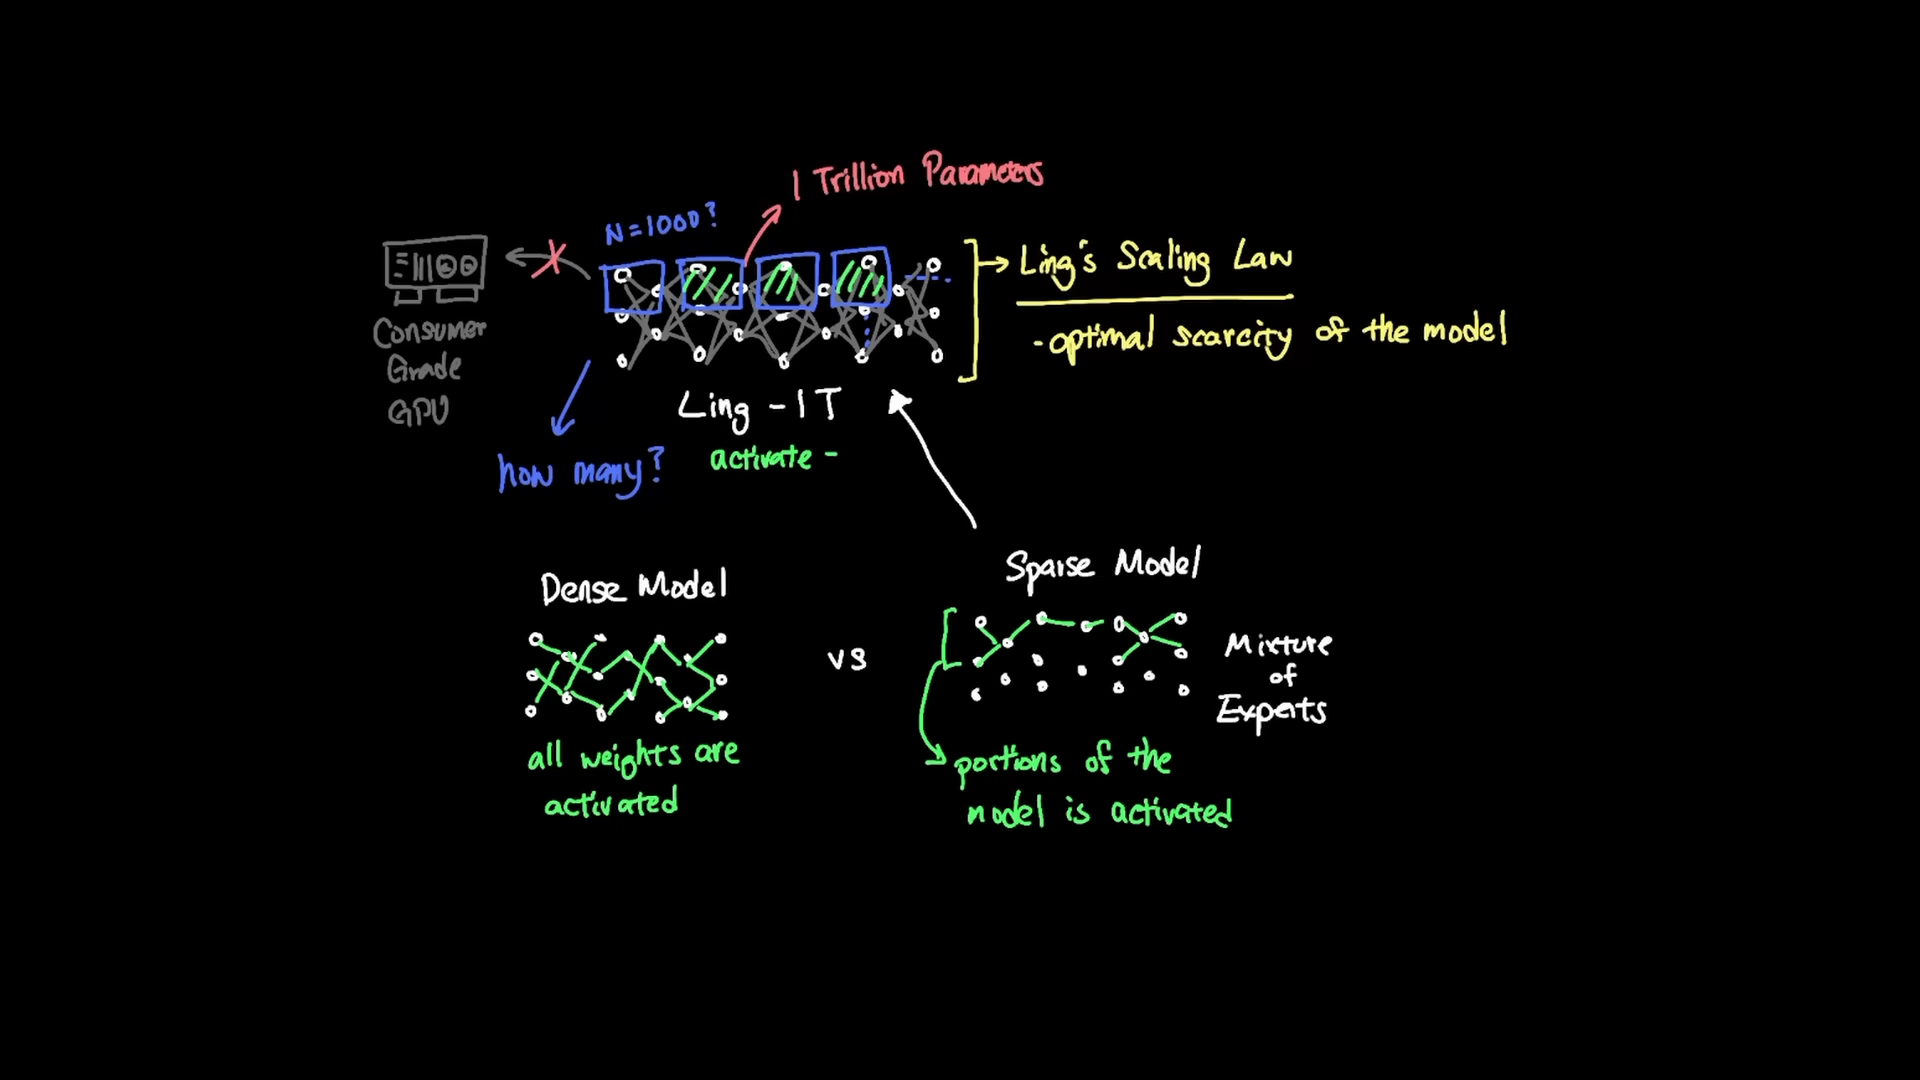 1 Trillion Parameters
N=1000?
Consumer
Grade
GPU
Ling's Scaling Law
- optimal scarcity of the model
Ling-1T
how many?
activate -
Dense Model
all weights are
activated
vs
Sparse Model
Mixture
of
Experts
portions of the
model is activated